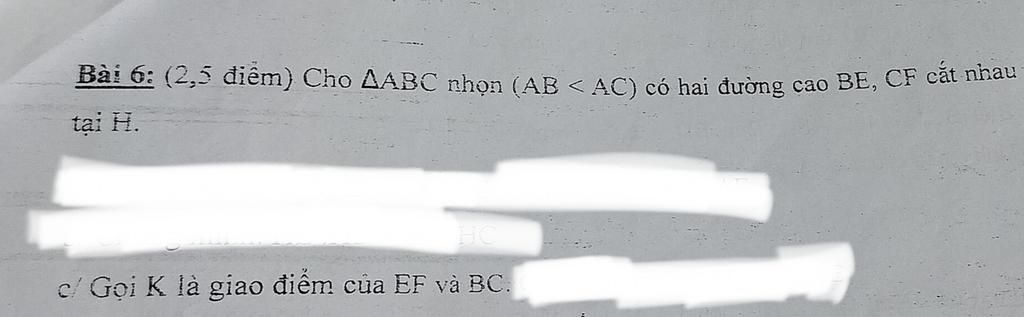 Bài 6: (2,5 điểm) Cho ΔABC nhọn (AB < AC) có hai đường cao BE, CF cắt nhau
tại H.
HC
c/ Gọi K là giao điểm của EF và BC.